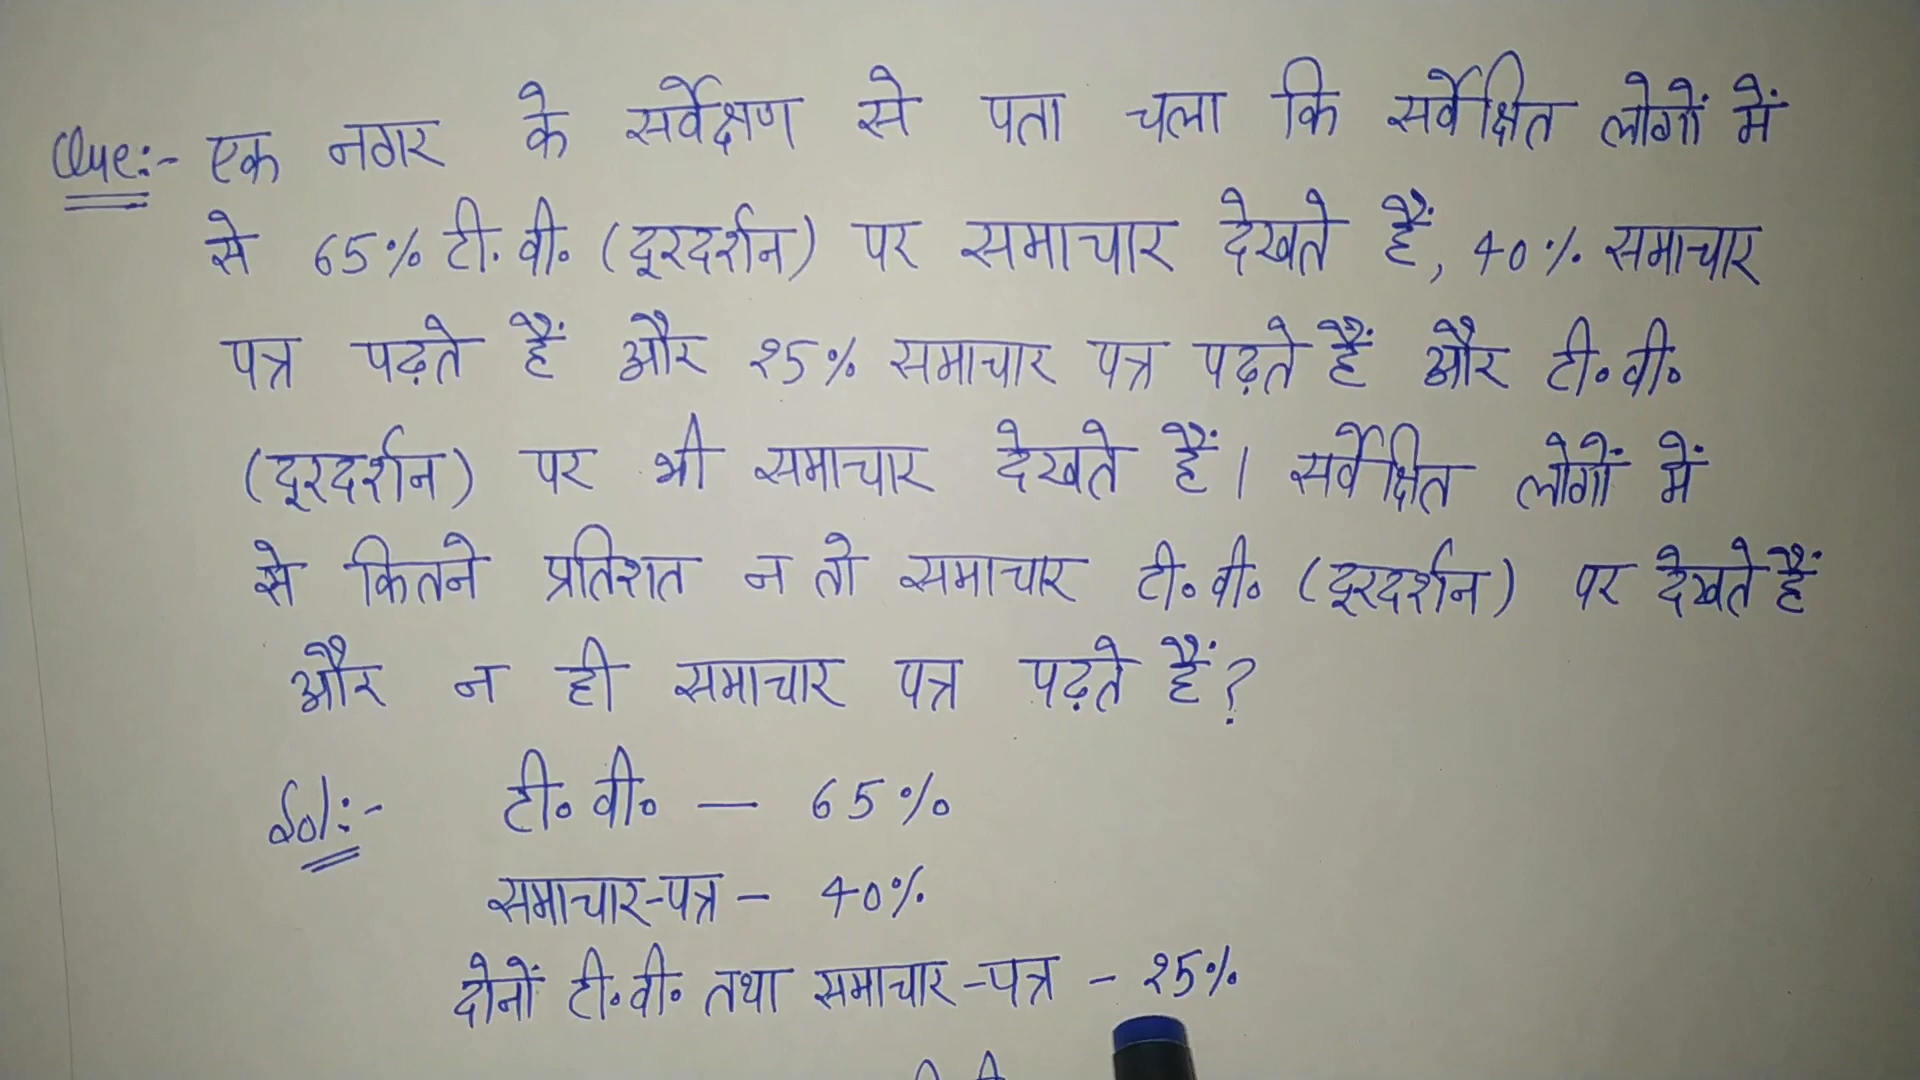 Que:- एक नगर के सर्वेक्षण से पता चला कि सर्वेक्षित लोगों में
से 65% टी.वी. (दूरदर्शन) पर समाचार देखते हैं, 40% समाचार
पत्र पढ़ते हैं और 25% समाचार पत्र पढ़ते हैं और टी.वी.
(दूरदर्शन) पर भी समाचार देखते हैं। सर्वेक्षित लोगों में
से कितने प्रतिशत न तो समाचार टी.वी. (दूरदर्शन) पर देखते हैं
और न ही समाचार पत्र पढ़ते हैं?
Sol:- टी.वी. — 65%
समाचार-पत्र - 40%
दोनों टी.वी. तथा समाचार-पत्र - 25%